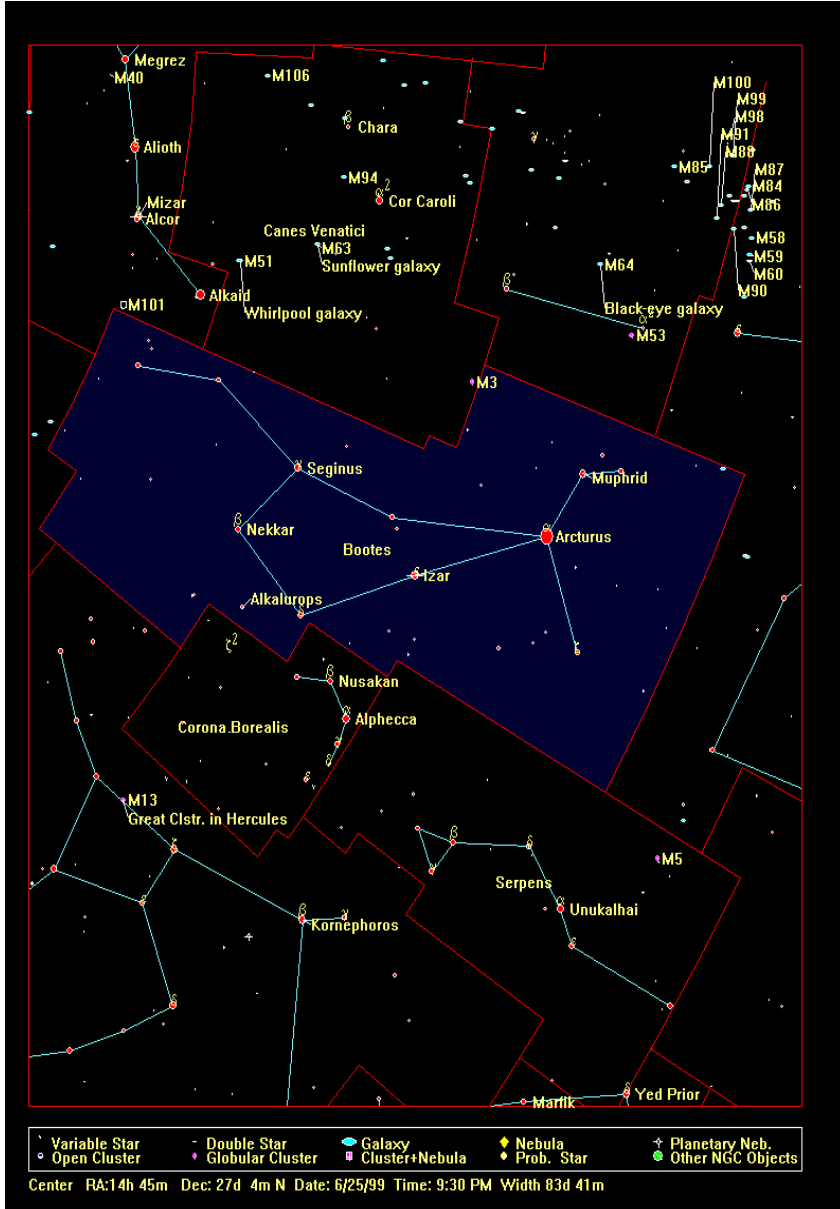 Megrez
M40
M106
M100
M99
β
Chara
M98
γ
M91
Alioth
M88
M85
M87
M94
M84
α²
Cor Caroli
M86
Mizar
Alcor
Canes Venatici
M63
M58
M51
Sunflower galaxy
M64
M59
M60
β
Alkaid
M90
M101
Whirlpool galaxy
Black-eye galaxy
α
M53
ε
M3
γ
Seginus
Muphrid
β
Nekkar
α
Arcturus
Bootes
ε
Izar
Alkalurops
δ
ζ²
ζ
β
Nusakan
α
Alphecca
Corona Borealis
γ
δ
ε
M13
Great Clstr. in Hercules
ζ
β
δ
M5
γ
Serpens
ε
α
Unukalhai
β
γ
Kornephoros
ε
δ
δ
Yed Prior
Marfik
Variable Star
Double Star
Galaxy
Nebula
Planetary Neb.
Open Cluster
Globular Cluster
Cluster+Nebula
Prob. Star
Other NGC Objects
Center RA:14h 45m Dec: 27d 4m N Date: 6/25/99 Time: 9:30 PM Width 83d 41m